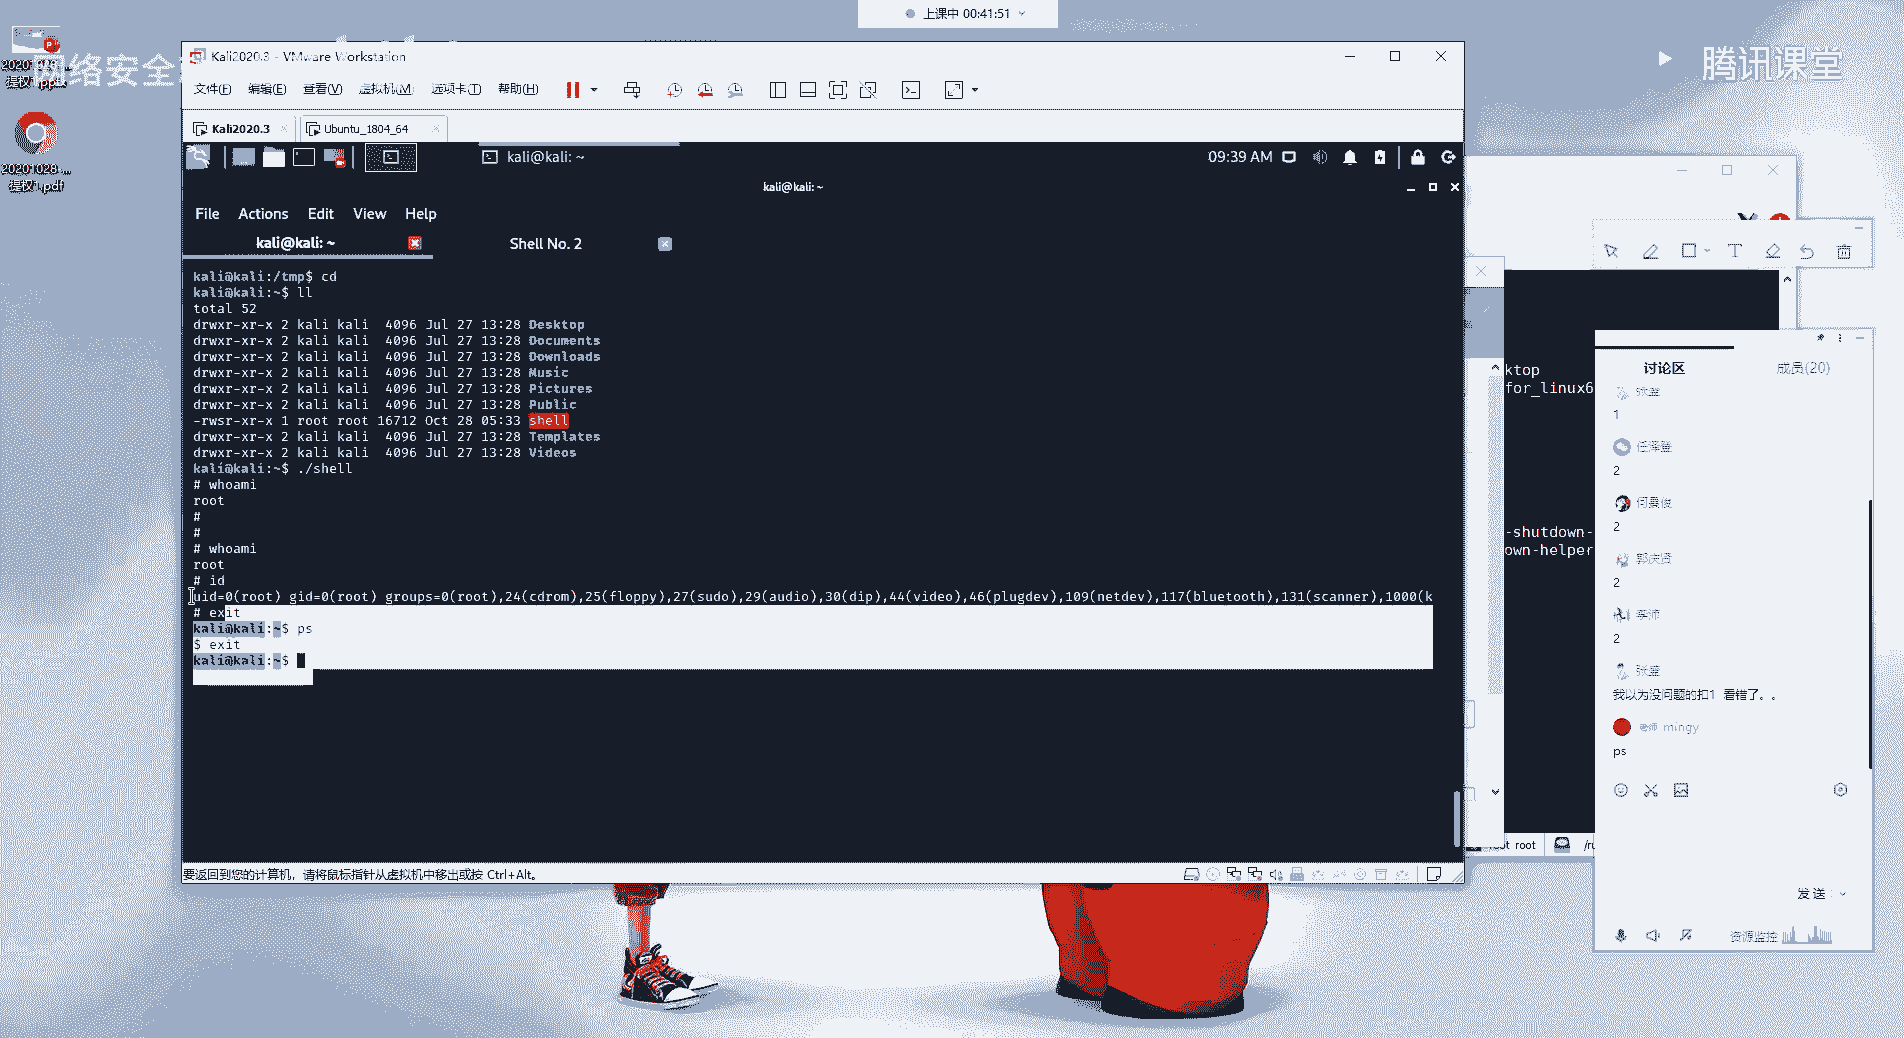 上课中 00:41:51
网络安全
腾讯课堂
20201028-...
提权1.pdf
Kali2020.3 - VMware Workstation
文件(F) 编辑(E) 查看(V) 虚拟机(M) 选项卡(T) 帮助(H)
Kali2020.3
Ubuntu_1804_64
kali@kali: ~
09:39 AM
kali@kali: ~
File Actions Edit View Help
kali@kali: ~
Shell No. 2
kali@kali:/tmp$ cd
kali@kali:~$ ll
total 52
drwxr-xr-x 2 kali kali  4096 Jul 27 13:28 Desktop
drwxr-xr-x 2 kali kali  4096 Jul 27 13:28 Documents
drwxr-xr-x 2 kali kali  4096 Jul 27 13:28 Downloads
drwxr-xr-x 2 kali kali  4096 Jul 27 13:28 Music
drwxr-xr-x 2 kali kali  4096 Jul 27 13:28 Pictures
drwxr-xr-x 2 kali kali  4096 Jul 27 13:28 Public
-rwsr-xr-x 1 root root 16712 Oct 28 05:33 shell
drwxr-xr-x 2 kali kali  4096 Jul 27 13:28 Templates
drwxr-xr-x 2 kali kali  4096 Jul 27 13:28 Videos
kali@kali:~$ ./shell
# whoami
root
#
#
# whoami
root
# id
uid=0(root) gid=0(root) groups=0(root),24(cdrom),25(floppy),27(sudo),29(audio),30(dip),44(video),46(plugdev),109(netdev),117(bluetooth),131(scanner),1000(k
# exit
kali@kali:~$ ps
$ exit
kali@kali:~$
要返回到您的计算机，请将鼠标指针从虚拟机中移出或按 Ctrl+Alt。
ktop
for_linux6
-shutdown-
own-helper
root
讨论区
成员(20)
1
2
2
2
2
我以为没问题的扣1 看错了。。
老师 mingy
ps
发送
资源监控